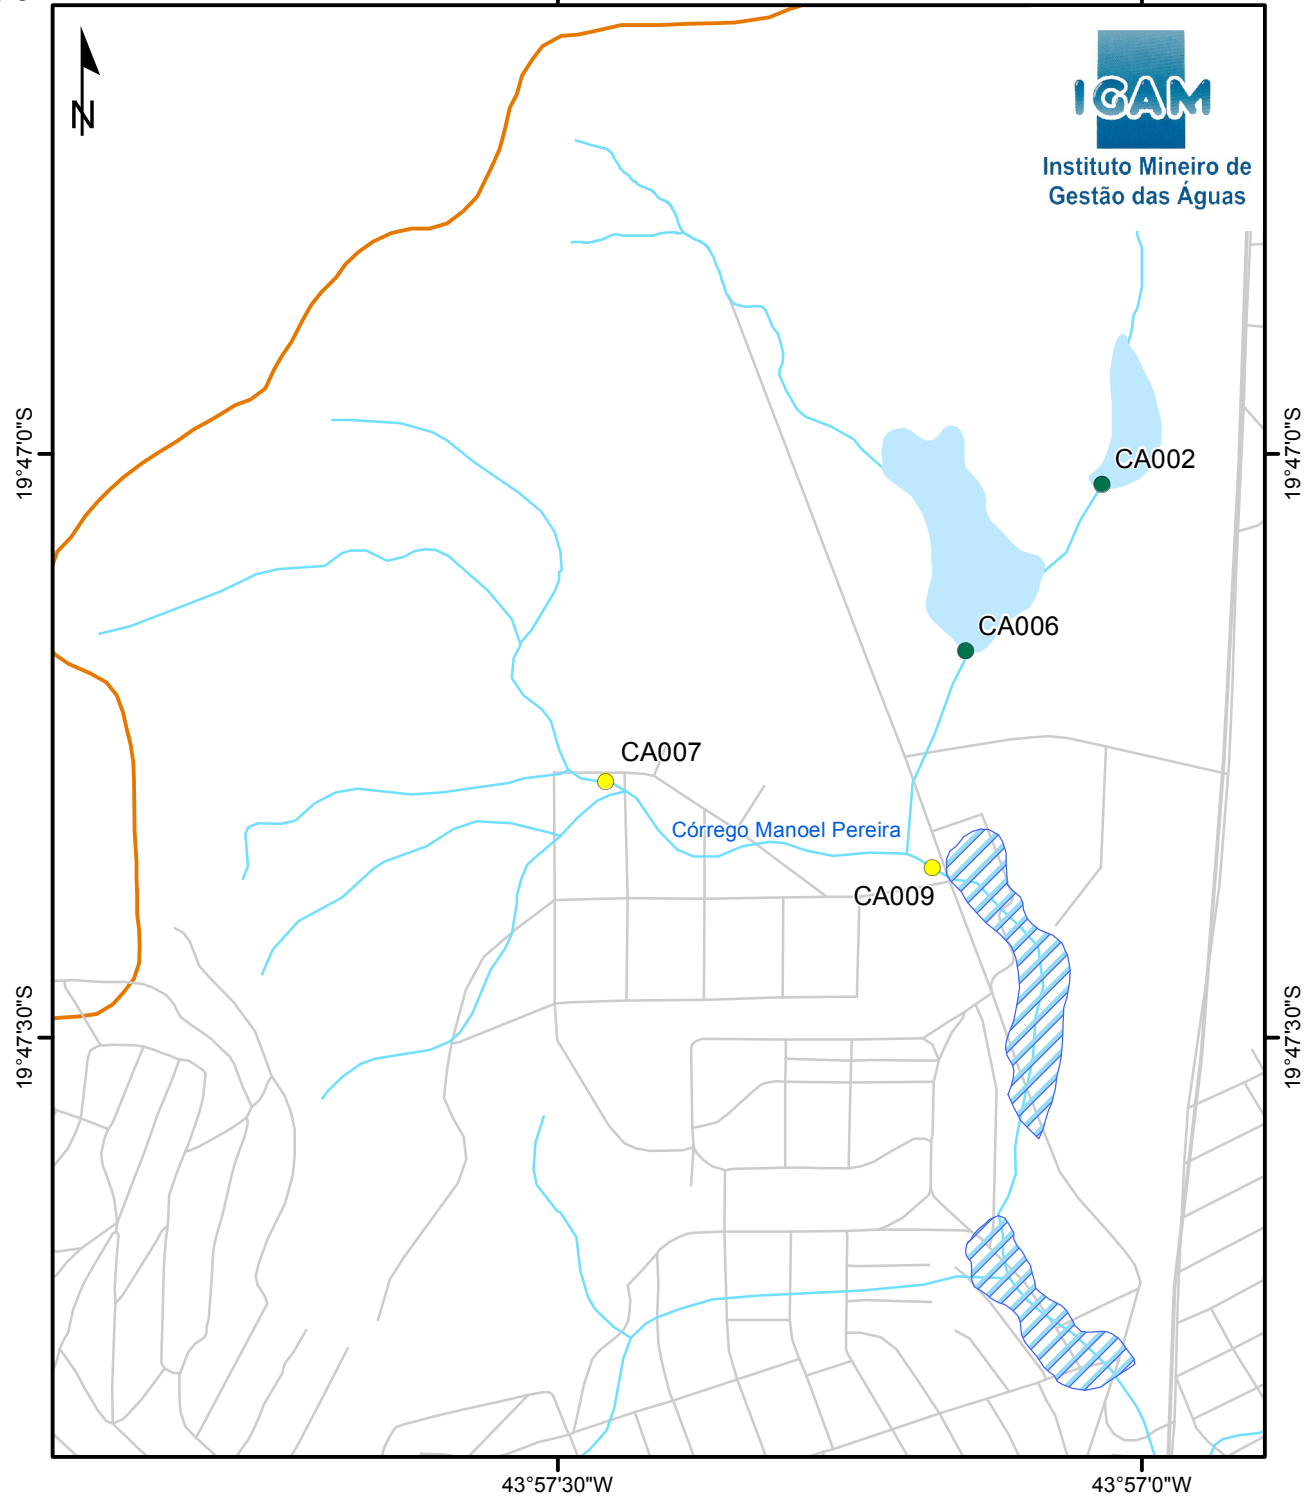 N
IGAM
Instituto Mineiro de
Gestão das Águas
19°47'0"S
19°47'0"S
CA002
CA006
CA007
Córrego Manoel Pereira
CA009
19°47'30"S
19°47'30"S
43°57'30"W
43°57'0"W